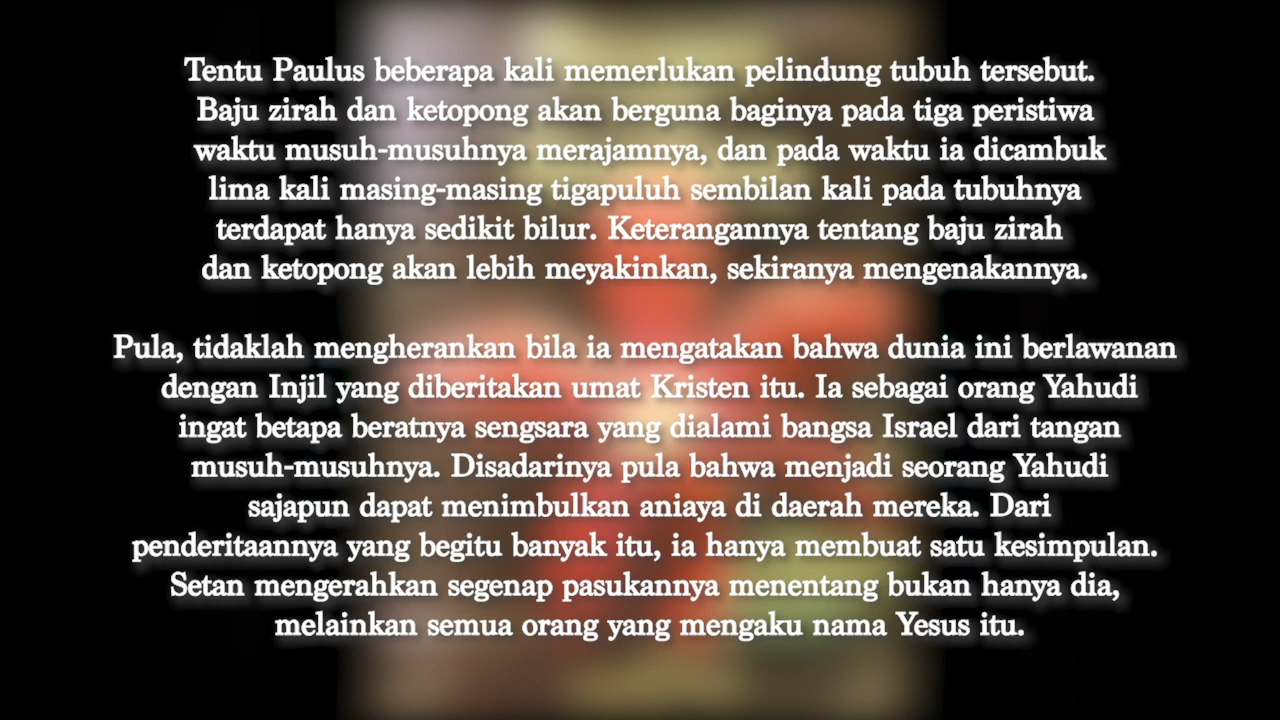 Tentu Paulus beberapa kali memerlukan pelindung tubuh tersebut.
Baju zirah dan ketopong akan berguna baginya pada tiga peristiwa
waktu musuh-musuhnya merajamnya, dan pada waktu ia dicambuk
lima kali masing-masing tigapuluh sembilan kali pada tubuhnya
terdapat hanya sedikit bilur. Keterangannya tentang baju zirah
dan ketopong akan lebih meyakinkan, sekiranya mengenakannya.
Pula, tidaklah mengherankan bila ia mengatakan bahwa dunia ini berlawanan
dengan Injil yang diberitakan umat Kristen itu. Ia sebagai orang Yahudi
ingat betapa beratnya sengsara yang dialami bangsa Israel dari tangan
musuh-musuhnya. Disadarinya pula bahwa menjadi seorang Yahudi
sajapun dapat menimbulkan aniaya di daerah mereka. Dari
penderitaannya yang begitu banyak itu, ia hanya membuat satu kesimpulan.
Setan mengerahkan segenap pasukannya menentang bukan hanya dia,
melainkan semua orang yang mengaku nama Yesus itu.